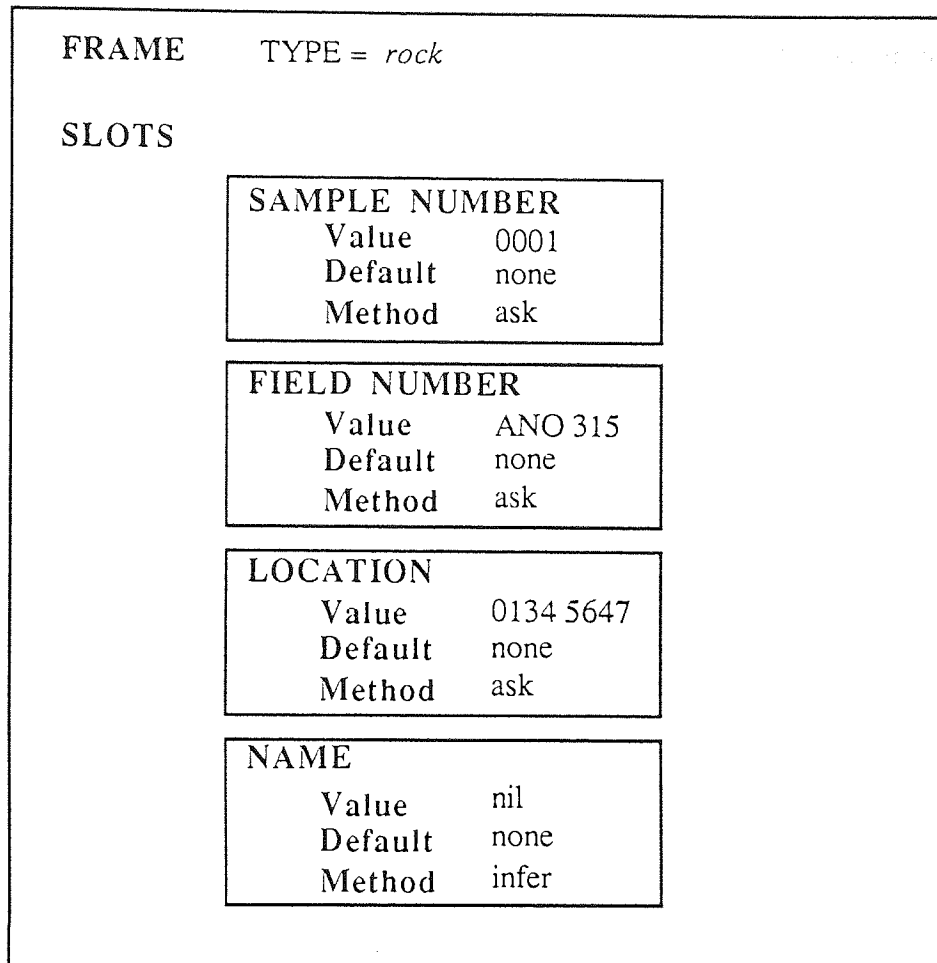 FRAME TYPE = rock
SLOTS
SAMPLE NUMBER
Value 0001
Default none
Method ask
FIELD NUMBER
Value ANO 315
Default none
Method ask
LOCATION
Value 0134 5647
Default none
Method ask
NAME
Value nil
Default none
Method infer